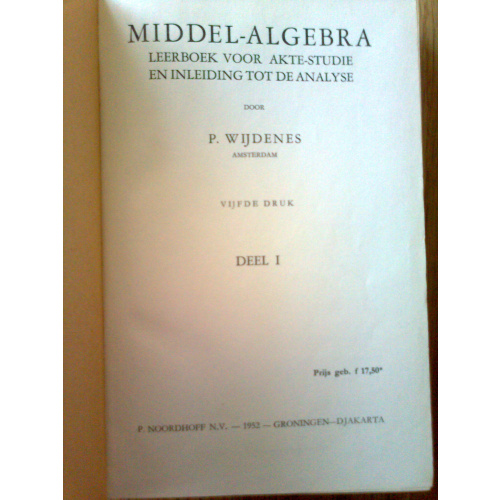 MIDDEL-ALGEBRA
LEERBOEK VOOR AKTE-STUDIE
EN INLEIDING TOT DE ANALYSE
DOOR
P. WIJDENES
AMSTERDAM
VIJFDE DRUK
DEEL I
Prijs geb. f 17,50*
P. NOORDHOFF N.V. — 1952 — GRONINGEN—DJAKARTA